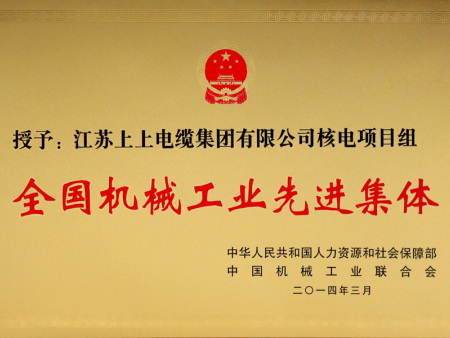 授予：江苏上上电缆集团有限公司核电项目组
全国机械工业先进集体
中华人民共和国人力资源和社会保障部
中国机械工业联合会
二〇一四年三月